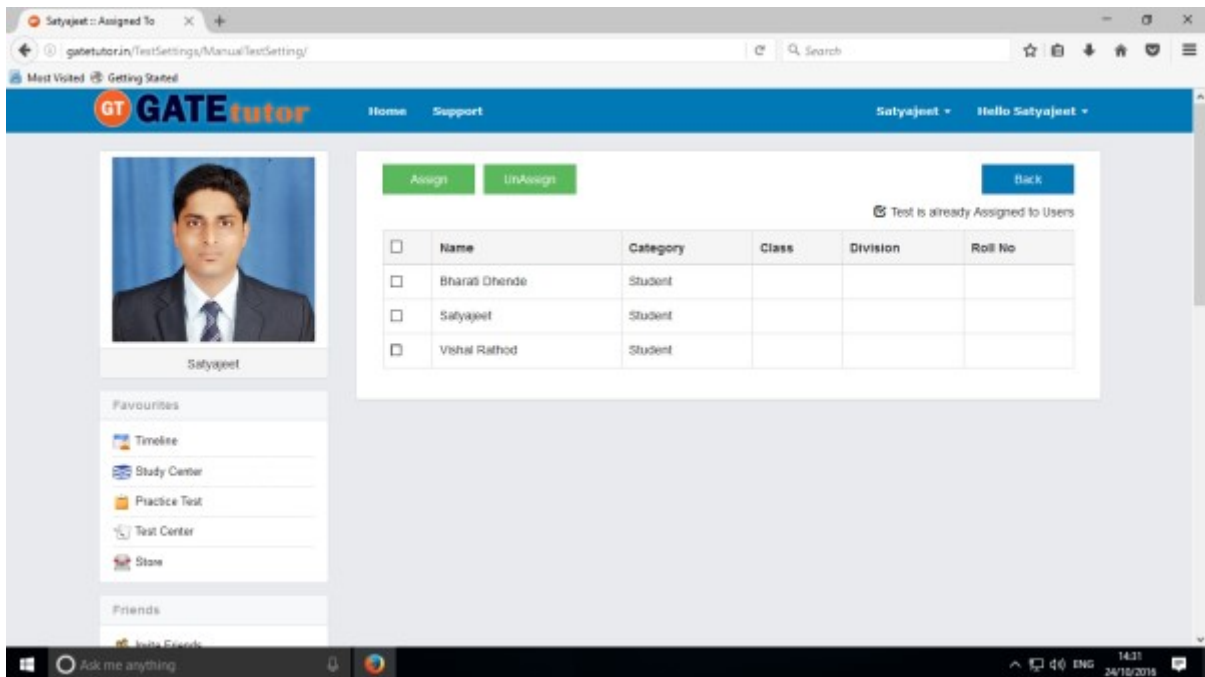 Satyajeet :: Assigned To
gatetutor.in/TestSettings/ManualTestSetting/
Search
Most Visited Getting Started
GT GATEtutor Home Support Satyajeet Hello Satyajeet
Assign UnAssign Back
Test is already Assigned to Users
Name Category Class Division Roll No
Bharati Dhende Student
Satyajeet Student
Vishal Rathod Student
Satyajeet
Favourites
Timeline
Study Center
Practice Test
Test Center
Store
Friends
Invite Friends
Ask me anything
ENG
14:31
24/10/2016